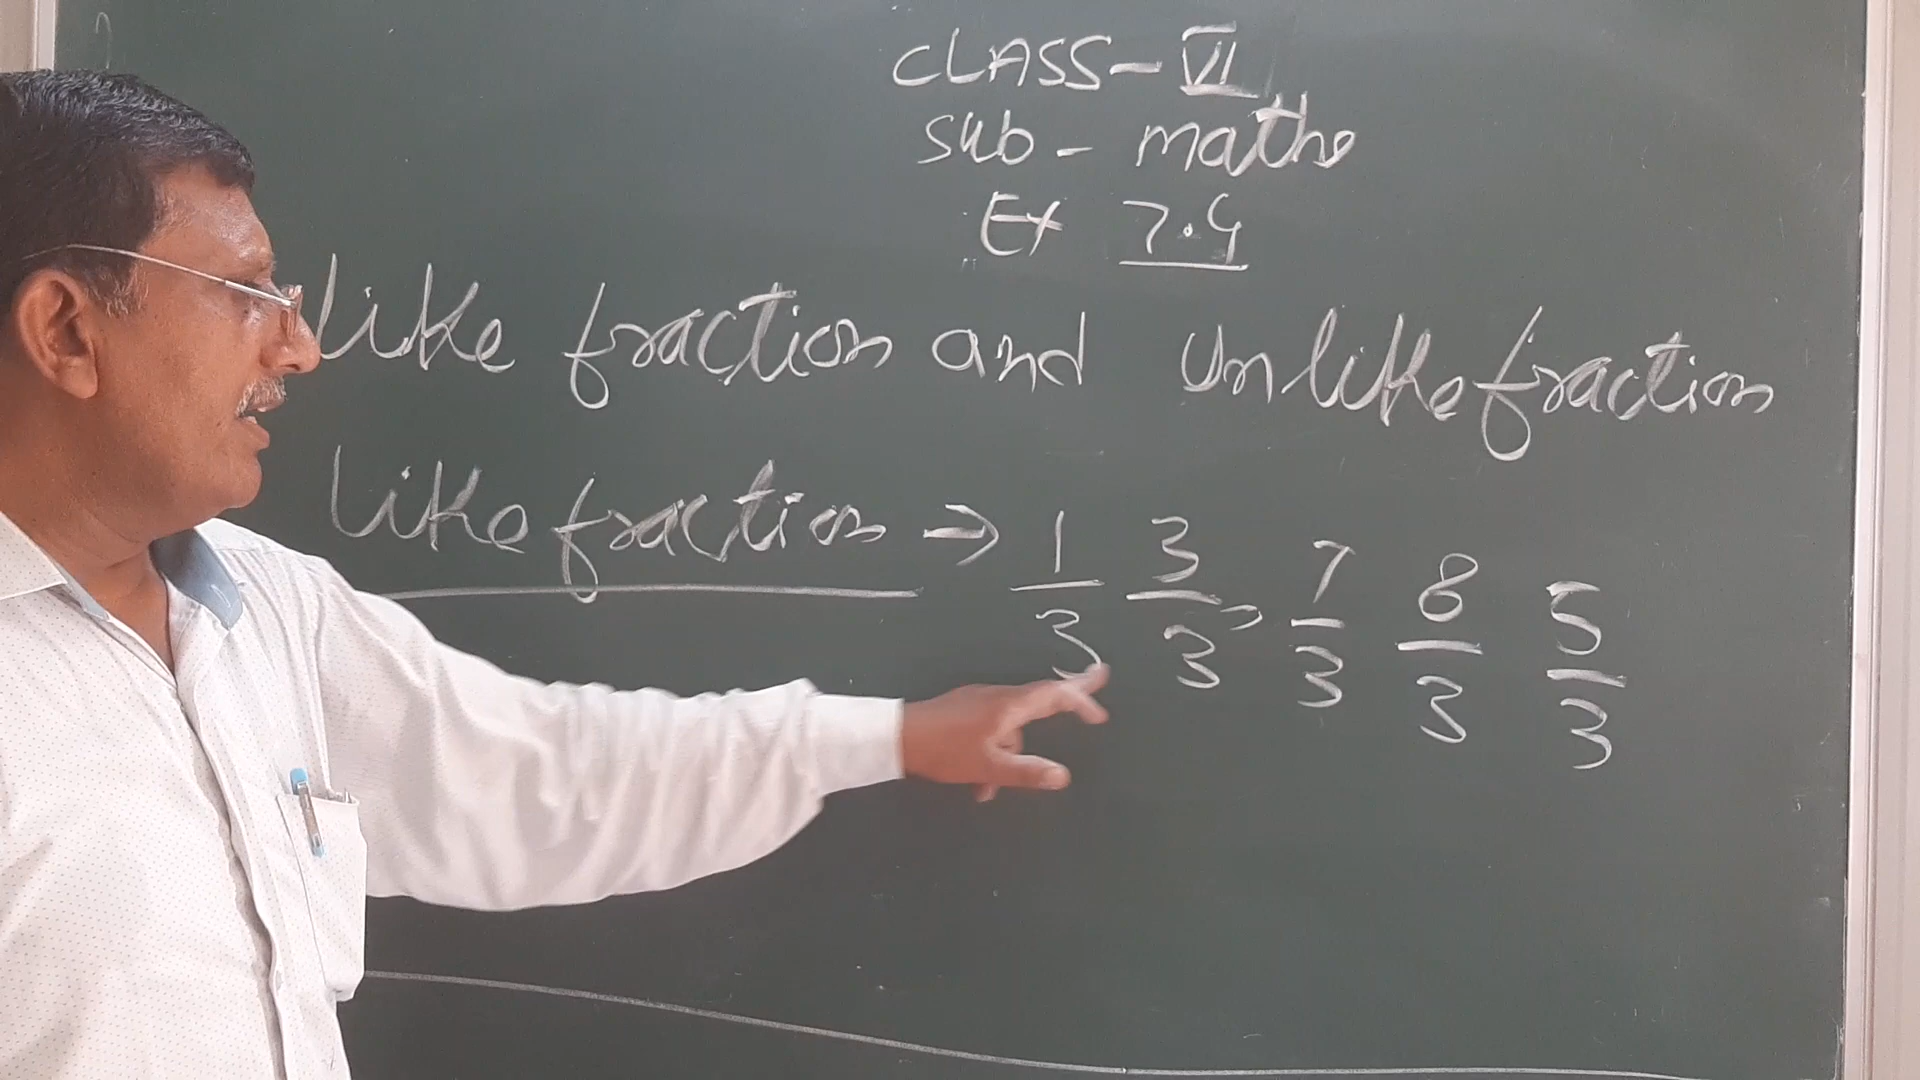 CLASS - VI
Sub - maths
Ex 7.4
like fraction and Unlike fraction
like fraction → 1/3 3/3, 7/3 8/3 5/3